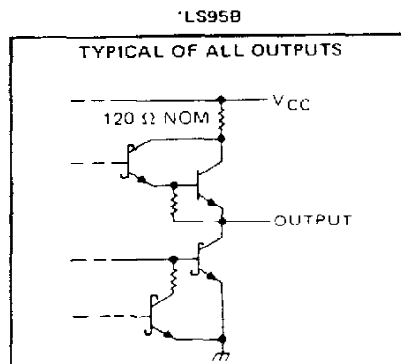 'LS95B
TYPICAL OF ALL OUTPUTS
VCC
120 Ω NOM
OUTPUT